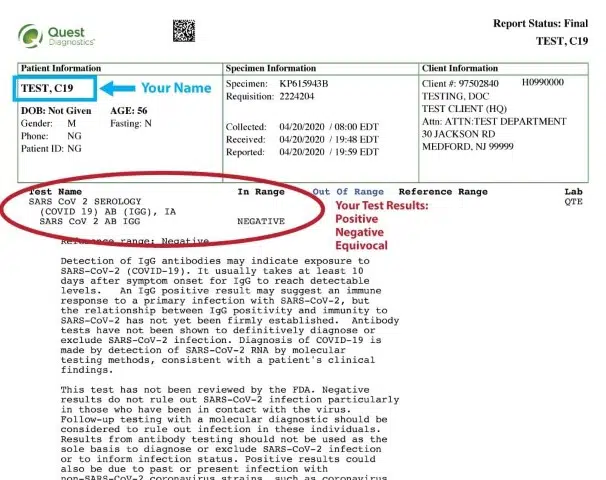 Quest
Diagnostics
Report Status: Final
TEST, C19
Patient Information
Specimen Information
Client Information
TEST, C19
Your Name
DOB: Not Given AGE: 56
Gender: M Fasting: N
Phone: NG
Patient ID: NG
Specimen: KP615943B
Requisition: 2224204
Collected: 04/20/2020 / 08:00 EDT
Received: 04/20/2020 / 19:48 EDT
Reported: 04/20/2020 / 19:59 EDT
Client #: 97502840 H0990000
TESTING, DOC
TEST CLIENT (HQ)
Attn: ATTN:TEST DEPARTMENT
30 JACKSON RD
MEDFORD, NJ 99999
Test Name In Range Out Of Range Reference Range Lab
SARS CoV 2 SEROLOGY QTE
(COVID 19) AB (IGG), IA
SARS CoV 2 AB IGG NEGATIVE
Your Test Results:
Positive
Negative
Equivocal
Reference range: Negative
Detection of IgG antibodies may indicate exposure to
SARS-CoV-2 (COVID-19). It usually takes at least 10
days after symptom onset for IgG to reach detectable
levels. An IgG positive result may suggest an immune
response to a primary infection with SARS-CoV-2, but
the relationship between IgG positivity and immunity to
SARS-CoV-2 has not yet been firmly established. Antibody
tests have not been shown to definitively diagnose or
exclude SARS-CoV-2 infection. Diagnosis of COVID-19 is
made by detection of SARS-CoV-2 RNA by molecular
testing methods, consistent with a patient's clinical
findings.
This test has not been reviewed by the FDA. Negative
results do not rule out SARS-CoV-2 infection particularly
in those who have been in contact with the virus.
Follow-up testing with a molecular diagnostic should be
considered to rule out infection in these individuals.
Results from antibody testing should not be used as the
sole basis to diagnose or exclude SARS-CoV-2 infection
or to inform infection status. Positive results could
also be due to past or present infection with
non-SARS-CoV-2 coronavirus strains, such as coronavirus